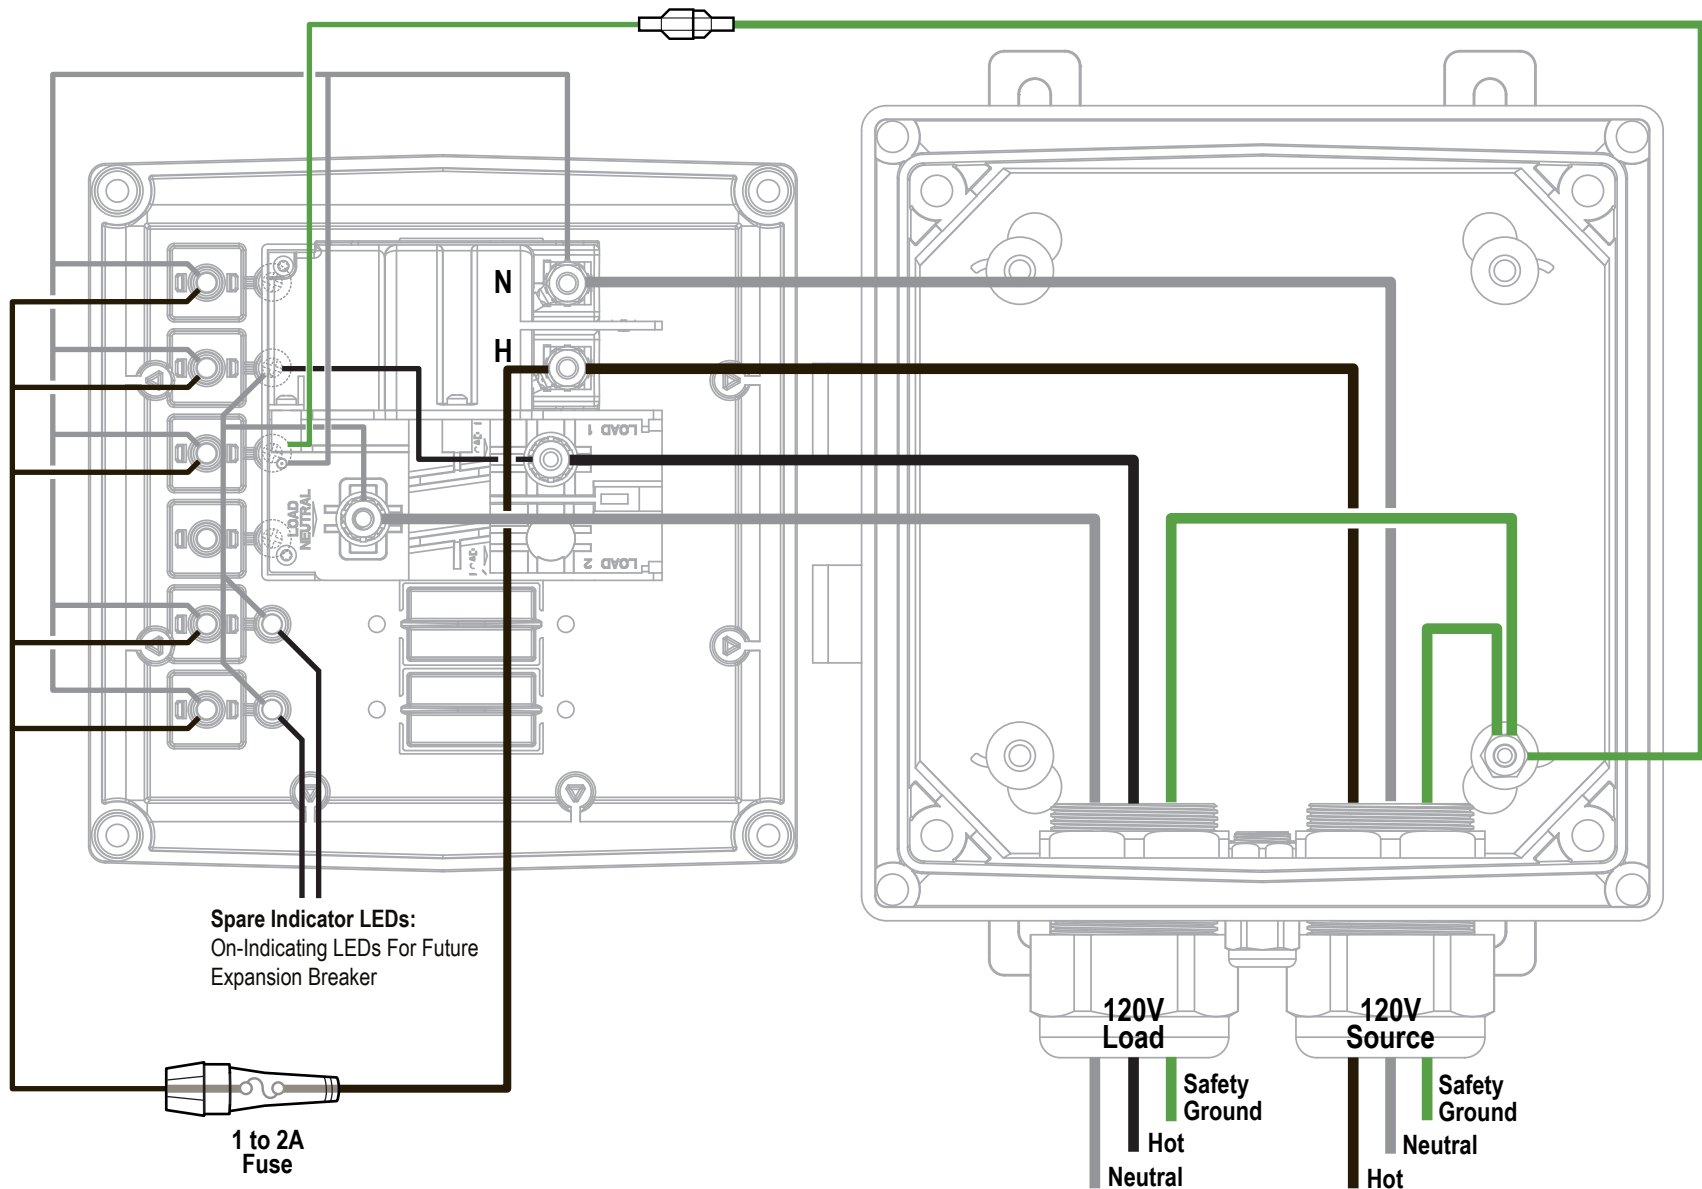 N
H
LOAD 1
LOAD
NEUTRAL
LOAD 2
Spare Indicator LEDs:
On-Indicating LEDs For Future
Expansion Breaker
1 to 2A
Fuse
120V
Load
120V
Source
Safety
Ground
Hot
Neutral
Safety
Ground
Neutral
Hot